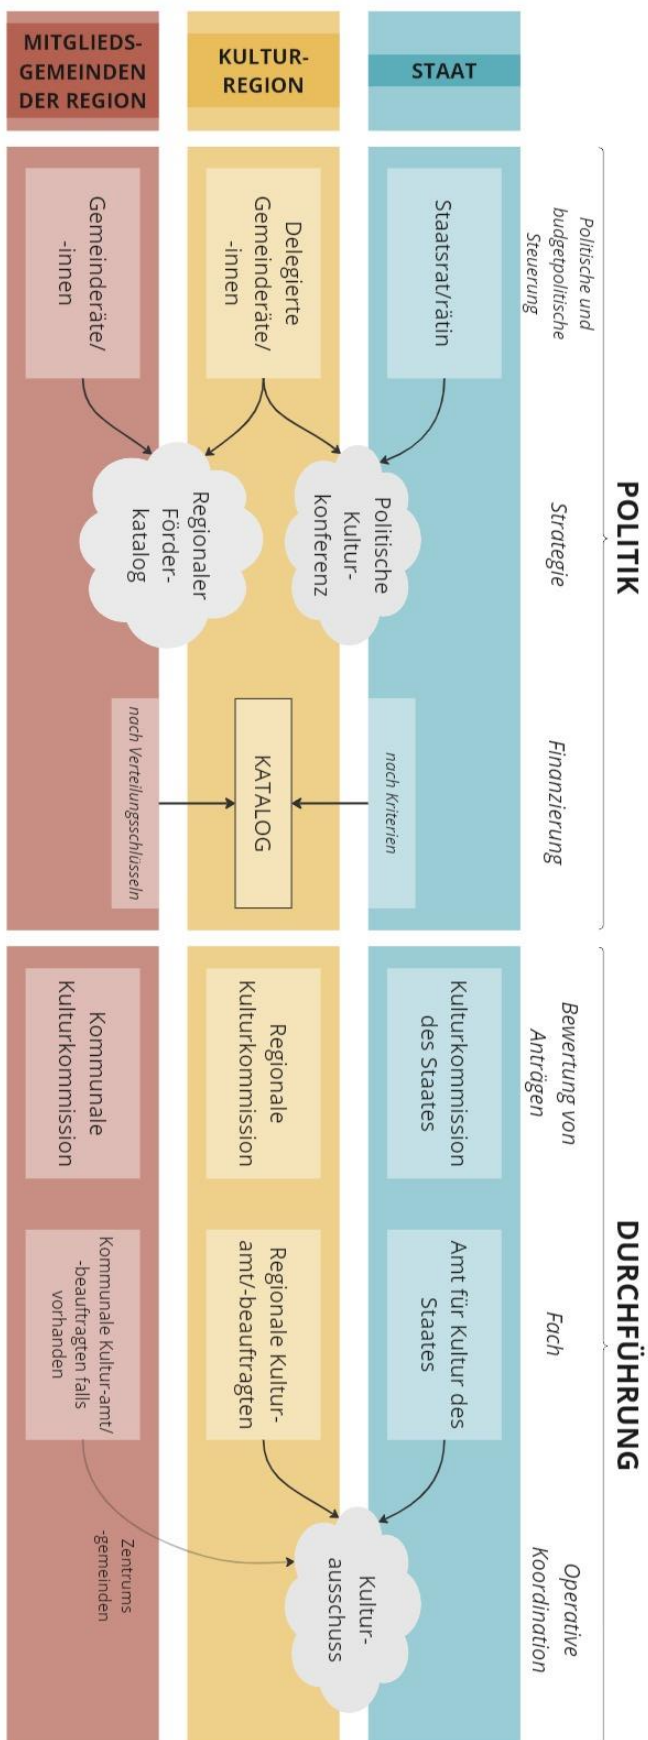 POLITIK
DURCHFÜHRUNG
Politische und
budgetpolitische
Steuerung
Strategie
Finanzierung
Bewertung von
Anträgen
Fach
Operative
Koordination
STAAT
Staatsrat/rätin
Politische
Kultur-
konferenz
nach Kriterien
Kulturkommission
des Staates
Amt für Kultur des
Staates
Kultur-
ausschuss
KULTUR-
REGION
Delegierte
Gemeinderäte/
-innen
Regionaler
Förder-
katalog
KATALOG
Regionale
Kulturkommission
Regionale Kultur-
amt/-beauftragten
MITGLIEDS-
GEMEINDEN
DER REGION
Gemeinderäte/
-innen
nach Verteilungsschlüsseln
Kommunale
Kulturkommission
Kommunale Kultur-amt/
-beauftragten falls
vorhanden
Zentrums
-gemeinden